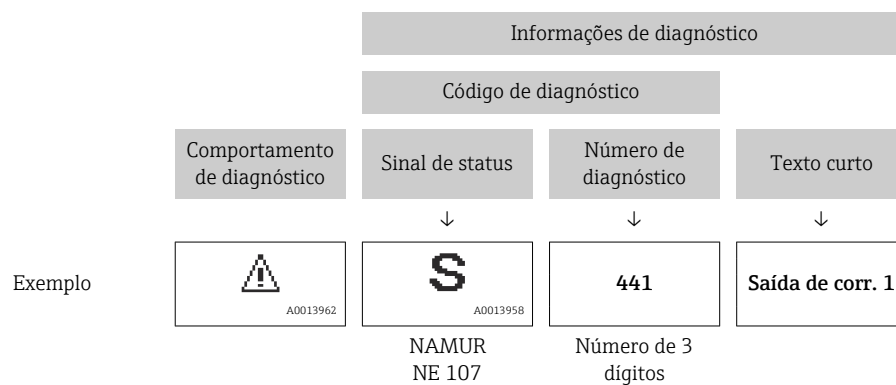 Informações de diagnóstico
Código de diagnóstico
Comportamento
de diagnóstico
Sinal de status
Número de
diagnóstico
Texto curto
↓ ↓ ↓
Exemplo
A0013962
S
A0013958
441
Saída de corr. 1
NAMUR
NE 107
Número de 3
dígitos